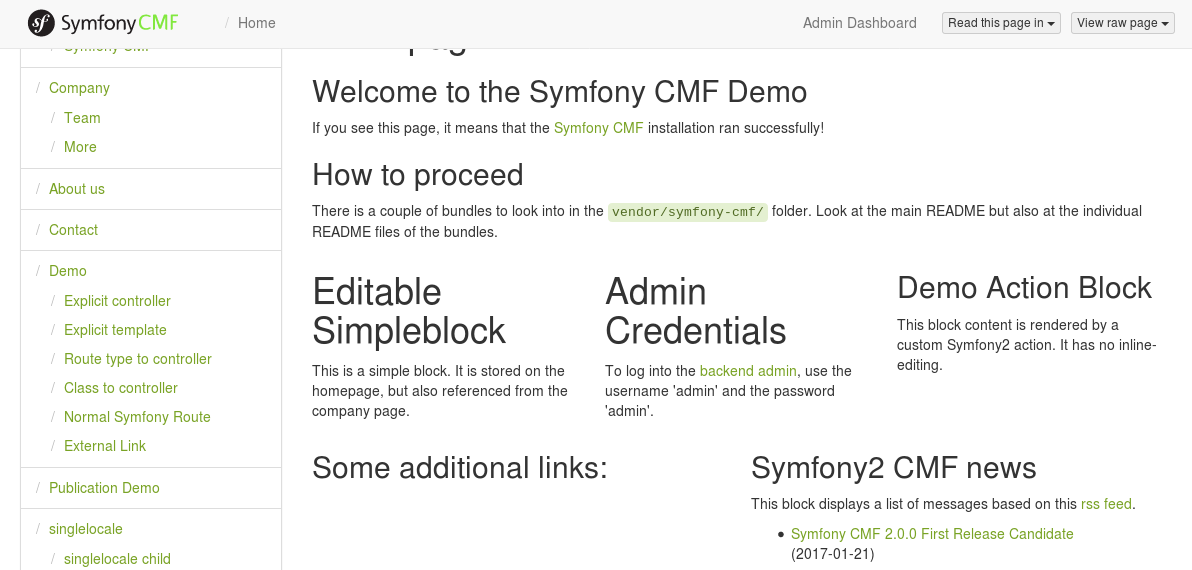 Symfony CMF
/ Home
Admin Dashboard
Read this page in
View raw page
/ Symfony CMF
/ Company
/ Team
/ More
/ About us
/ Contact
/ Demo
/ Explicit controller
/ Explicit template
/ Route type to controller
/ Class to controller
/ Normal Symfony Route
/ External Link
/ Publication Demo
/ singlelocale
/ singlelocale child
Welcome to the Symfony CMF Demo
If you see this page, it means that the Symfony CMF installation ran successfully!
How to proceed
There is a couple of bundles to look into in the vendor/symfony-cmf/ folder. Look at the main README but also at the individual
README files of the bundles.
Editable
Simpleblock
This is a simple block. It is stored on the
homepage, but also referenced from the
company page.
Admin
Credentials
To log into the backend admin, use the
username 'admin' and the password
'admin'.
Demo Action Block
This block content is rendered by a
custom Symfony2 action. It has no inline-
editing.
Some additional links:
Symfony2 CMF news
This block displays a list of messages based on this rss feed.
• Symfony CMF 2.0.0 First Release Candidate
(2017-01-21)